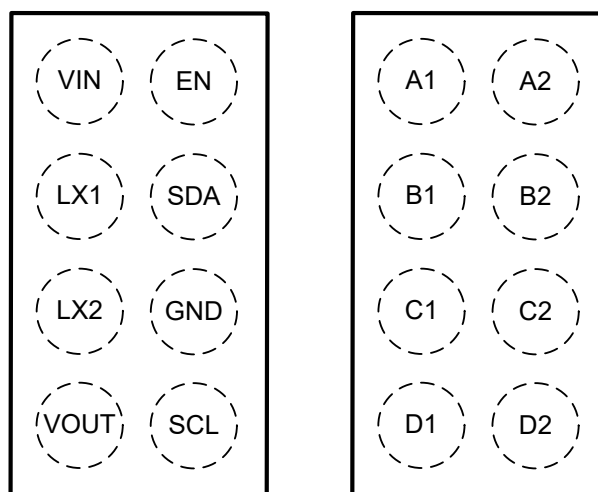 VIN EN
LX1 SDA
LX2 GND
VOUT SCL
A1 A2
B1 B2
C1 C2
D1 D2